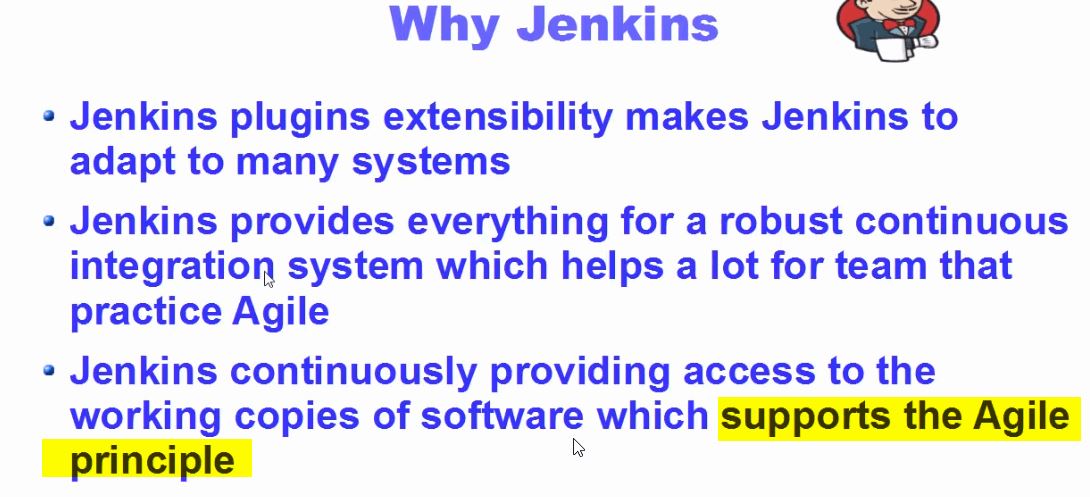 Why Jenkins
Jenkins plugins extensibility makes Jenkins to
adapt to many systems
Jenkins provides everything for a robust continuous
integration system which helps a lot for team that
practice Agile
Jenkins continuously providing access to the
working copies of software which supports the Agile
principle